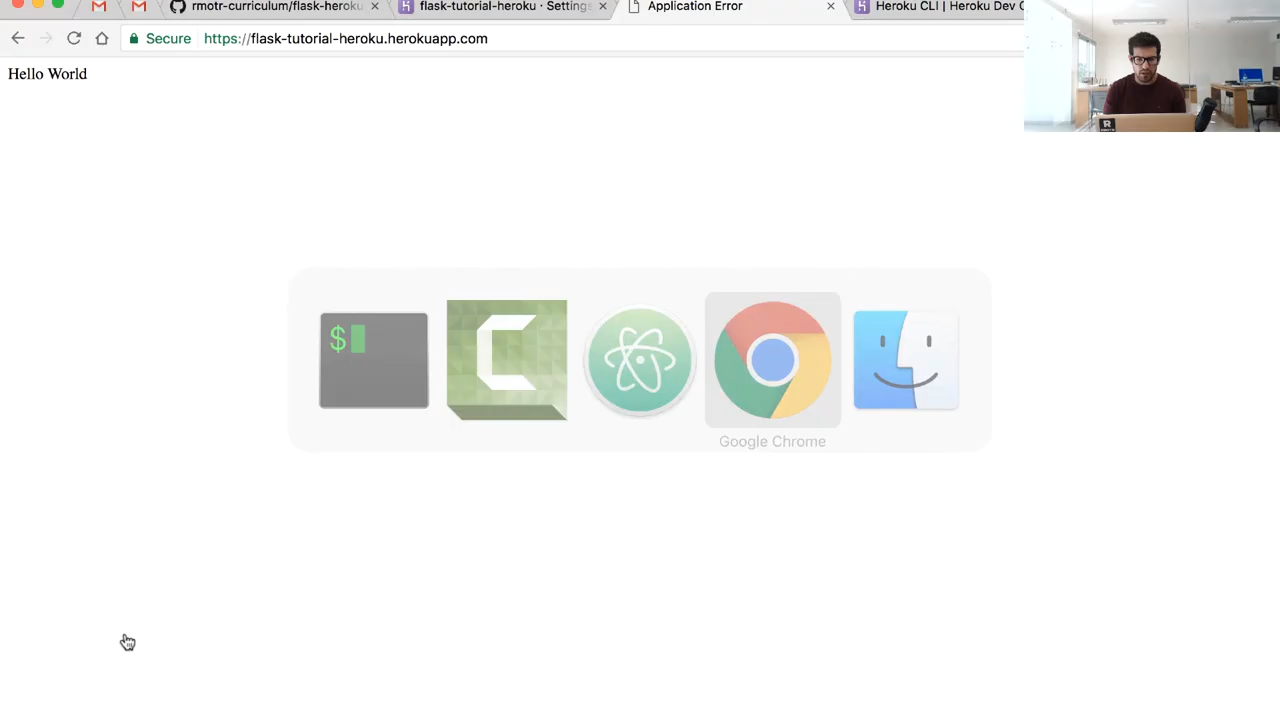 rmotr-curriculum/flask-heroku
flask-tutorial-heroku · Settings
Application Error
Heroku CLI | Heroku Dev C
Secure
https://flask-tutorial-heroku.herokuapp.com
Hello World
$
Google Chrome